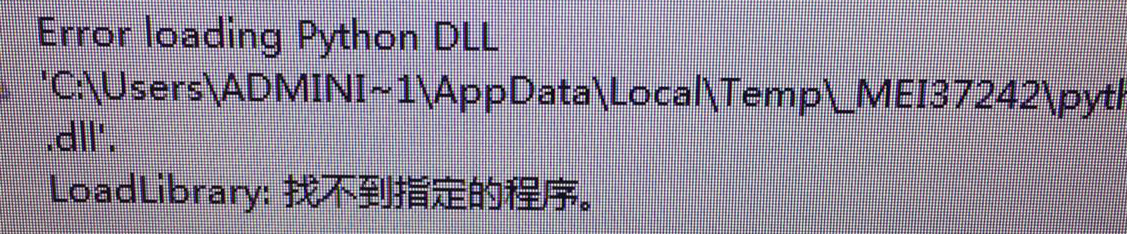 Error loading Python DLL
'C:\Users\ADMINI~1\AppData\Local\Temp\_MEI37242\pyth
.dll'.
LoadLibrary: 找不到指定的程序。